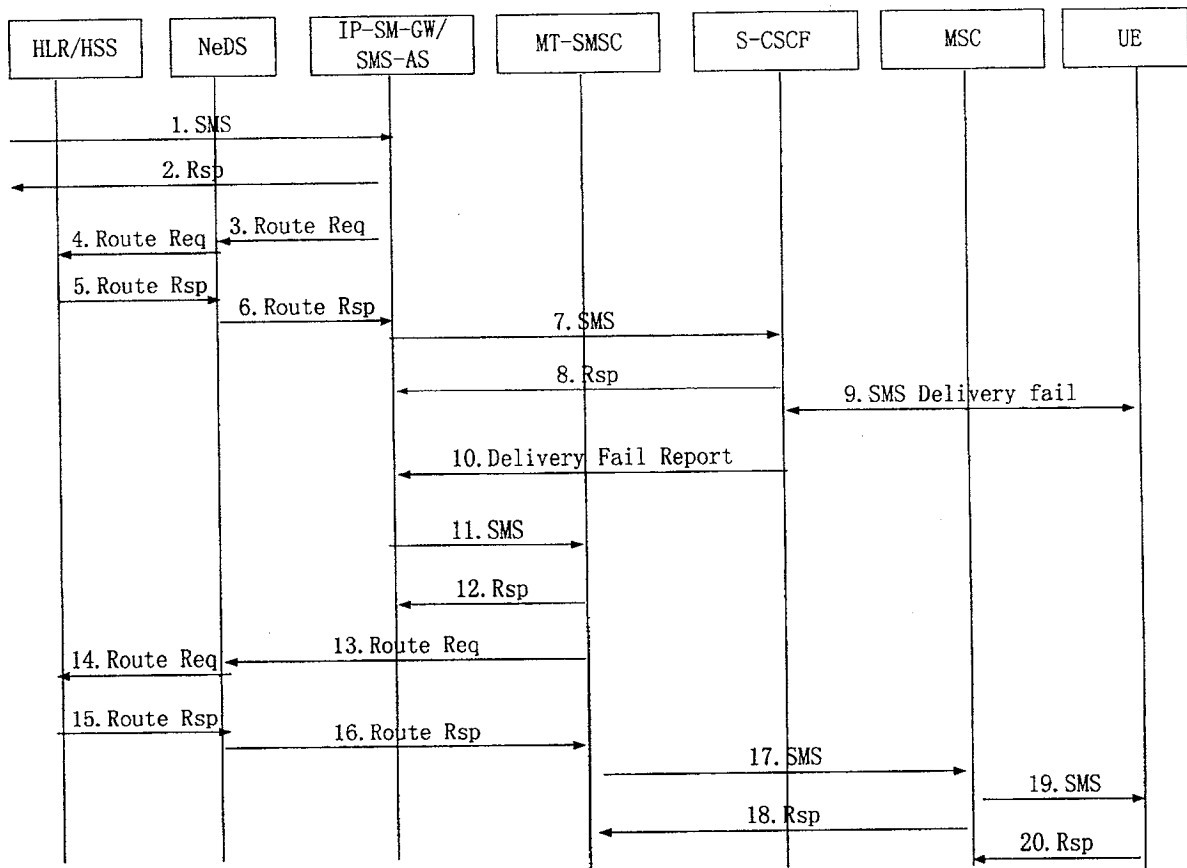 HLR/HSS
NeDS
IP-SM-GW/
SMS-AS
MT-SMSC
S-CSCF
MSC
UE
1.SMS
2.Rsp
3.Route Req
4.Route Req
5.Route Rsp
6.Route Rsp
7.SMS
8.Rsp
9.SMS Delivery fail
10.Delivery Fail Report
11.SMS
12.Rsp
13.Route Req
14.Route Req
15.Route Rsp
16.Route Rsp
17.SMS
18.Rsp
19.SMS
20.Rsp